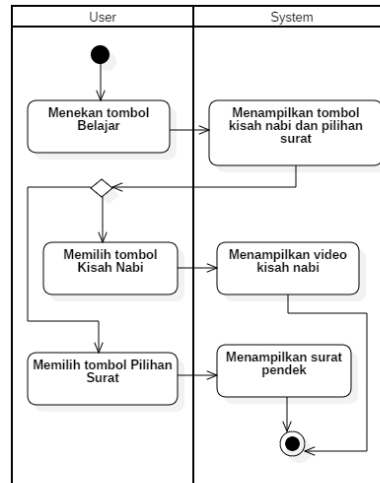 User
System
Menekan tombol
Belajar
Menampilkan tombol
kisah nabi dan pilihan
surat
Memilih tombol
Kisah Nabi
Menampilkan video
kisah nabi
Memilih tombol Pilihan
Surat
Menampilkan surat
pendek